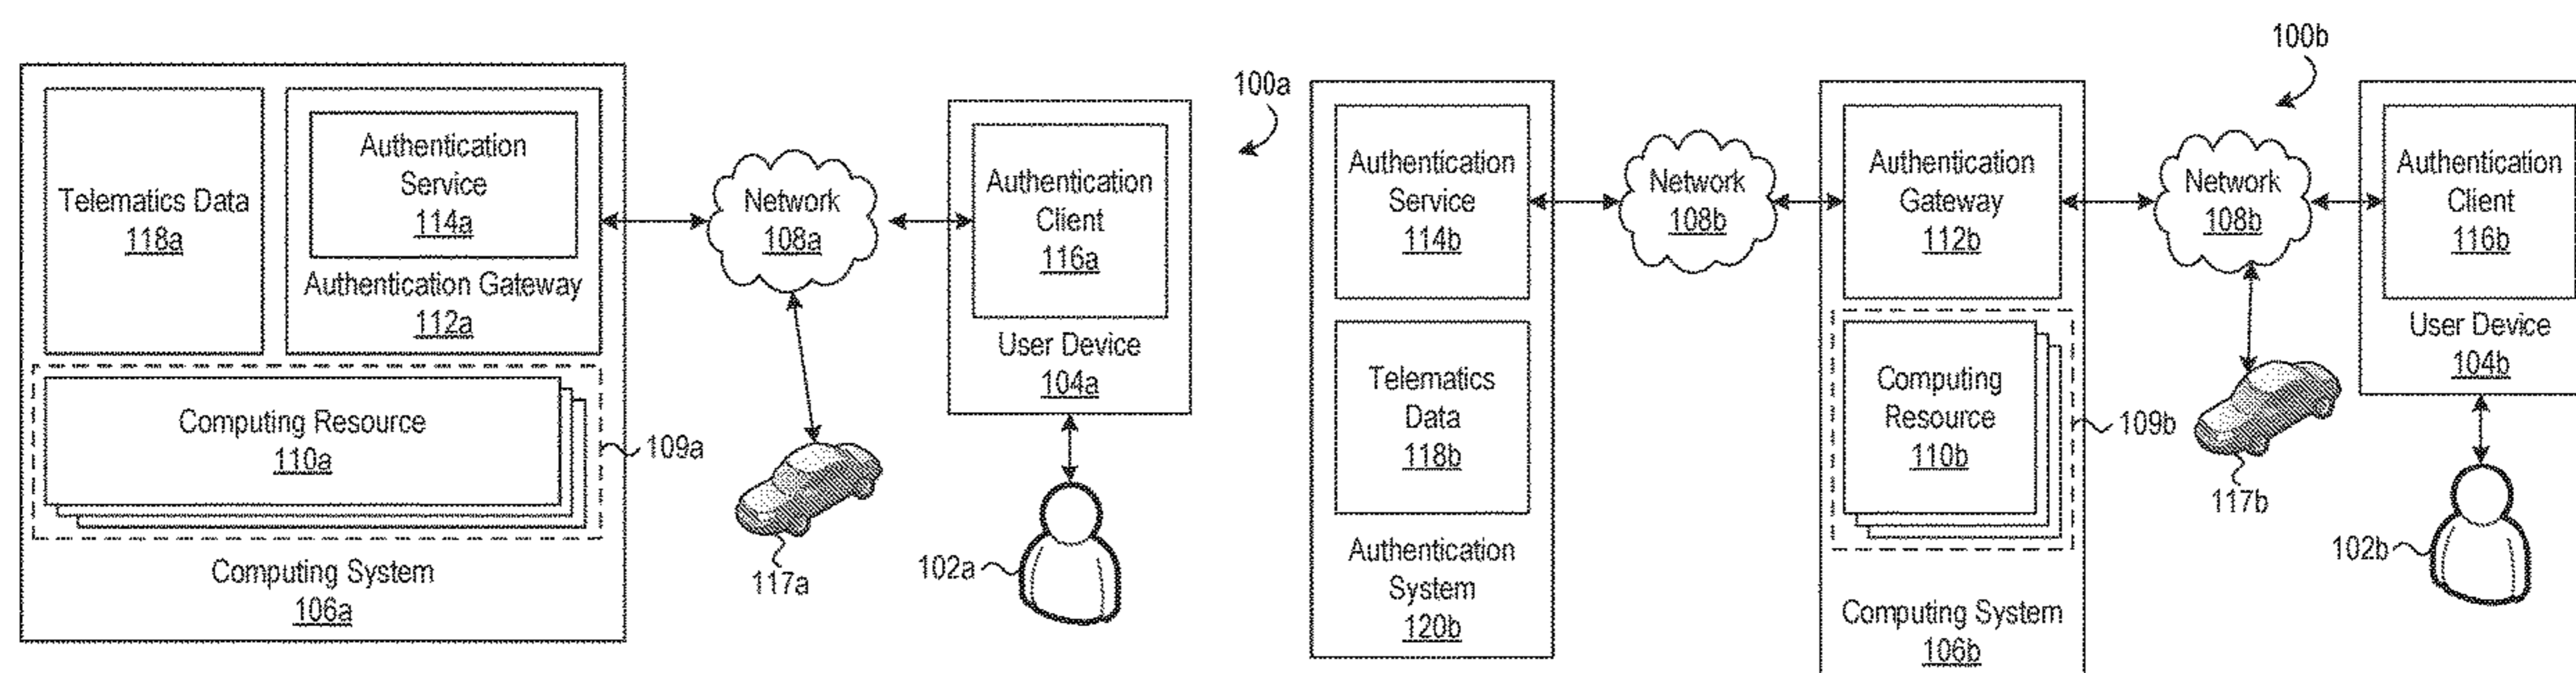 Telematics Data
118a
Authentication
Service
114a
Authentication Gateway
112a
Computing Resource
110a
109a
Computing System
106a
Network
108a
117a
Authentication
Client
116a
User Device
104a
102a
100a
Authentication
Service
114b
Telematics
Data
118b
Authentication
System
120b
Network
108b
Authentication
Gateway
112b
Computing
Resource
110b
109b
Computing System
106b
100b
Network
108b
117b
Authentication
Client
116b
User Device
104b
102b